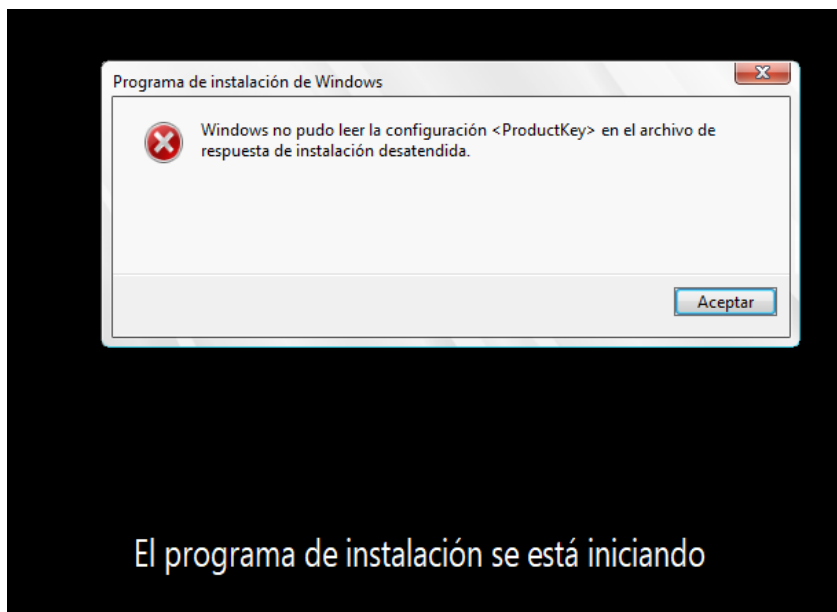 Programa de instalación de Windows
Windows no pudo leer la configuración <ProductKey> en el archivo de
respuesta de instalación desatendida.
Aceptar
El programa de instalación se está iniciando